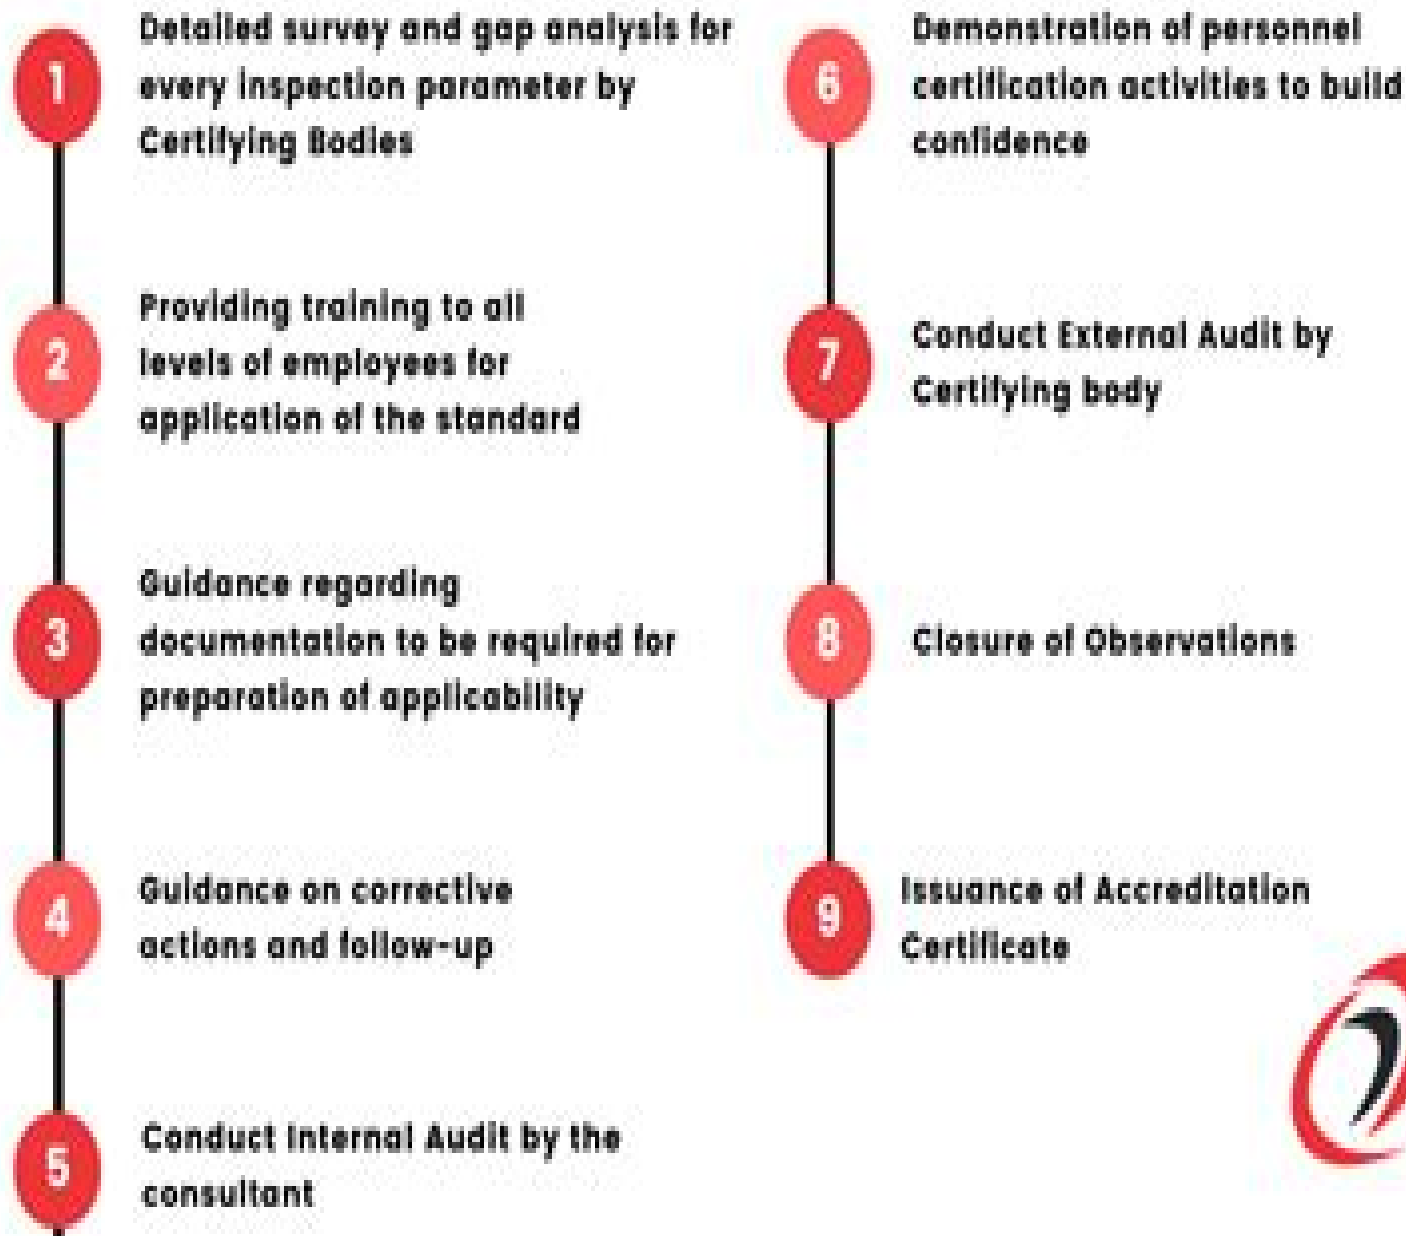 1
Detailed survey and gap analysis for
every inspection parameter by
Certifying Bodies
2
Providing training to all
levels of employees for
application of the standard
3
Guidance regarding
documentation to be required for
preparation of applicability
4
Guidance on corrective
actions and follow-up
5
Conduct Internal Audit by the
consultant
6
Demonstration of personnel
certification activities to build
confidence
7
Conduct External Audit by
Certifying body
8
Closure of Observations
9
Issuance of Accreditation
Certificate